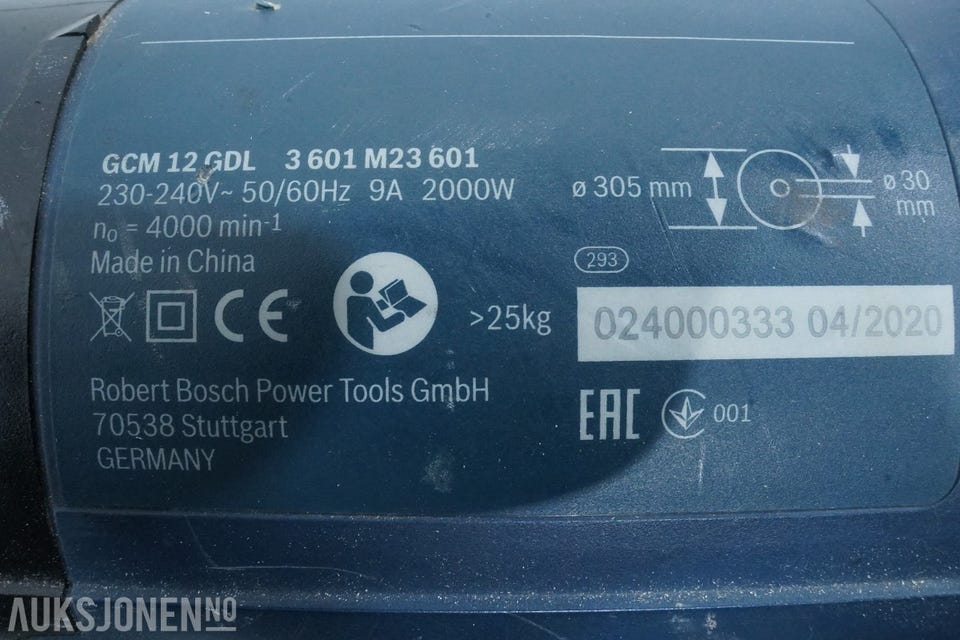 GCM 12 GDL 3 601 M23 601
230-240V~ 50/60Hz 9A 2000W
n₀ = 4000 min⁻¹
Made in China
ø 305 mm
ø 30
mm
293
CE
>25kg
024000333 04/2020
Robert Bosch Power Tools GmbH
70538 Stuttgart
GERMANY
EAC
001
AUKSJONEN.NO